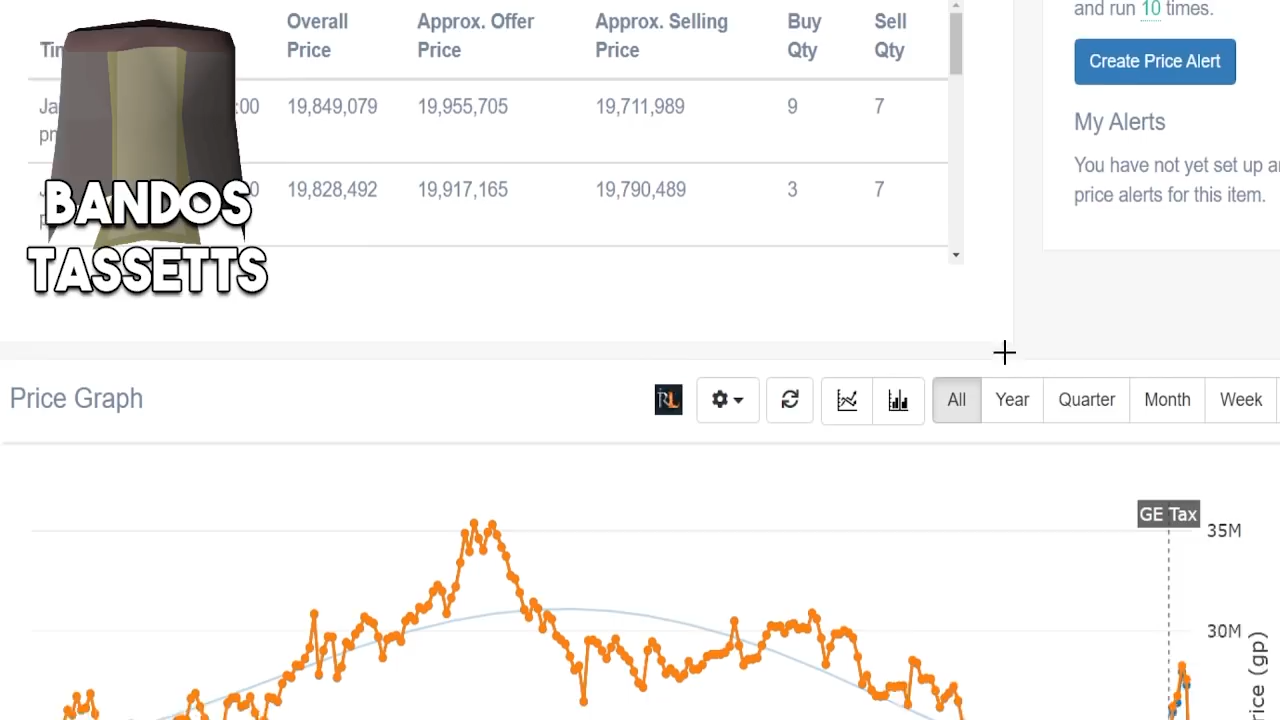 and run 10 times.
Overall Price
Approx. Offer Price
Approx. Selling Price
Buy Qty
Sell Qty
Create Price Alert
:00 19,849,079 19,955,705 19,711,989 9 7
My Alerts
You have not yet set up
price alerts for this item.
19,828,492 19,917,165 19,790,489 3 7
BANDOS
TASSETTS
Price Graph
RL
All Year Quarter Month Week
GE Tax
35M
30M
(gp)